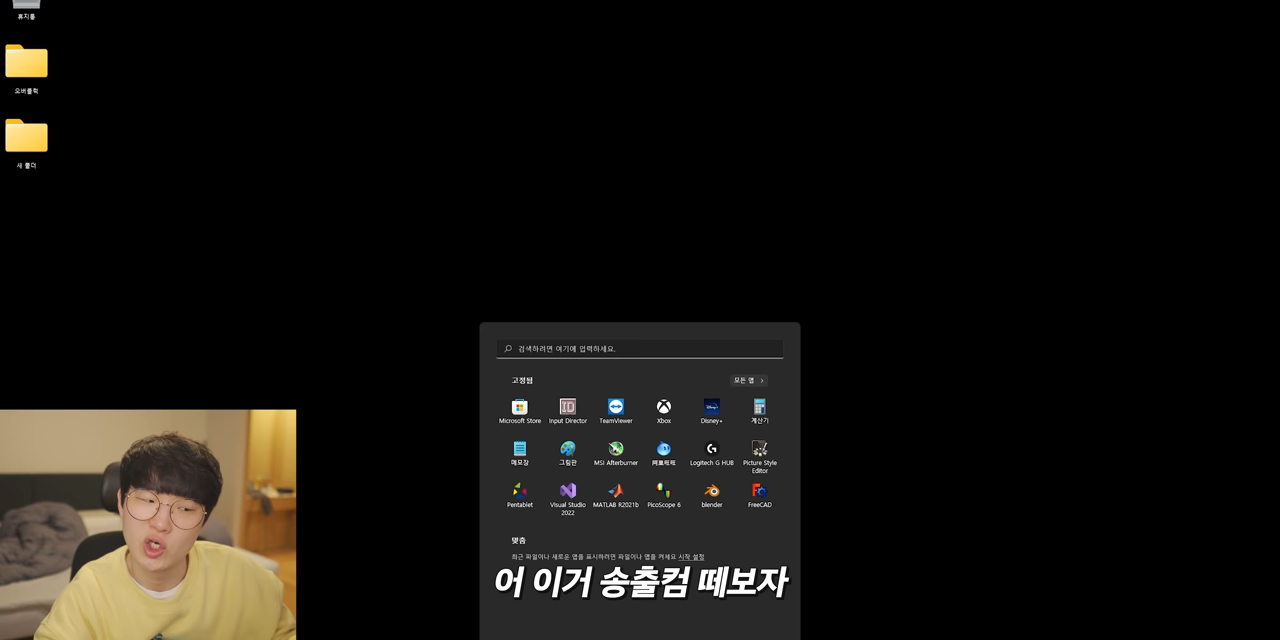 휴지통
오버클럭
새 폴더
검색하려면 여기에 입력하세요.
고정됨
모든 앱
Microsoft Store
Input Director
TeamViewer
Xbox
Disney+
계산기
메모장
그림판
MSI Afterburner
阿里旺旺
Logitech G HUB
Picture Style
Editor
Pentablet
Visual Studio
2022
MATLAB R2021b
PicoScope 6
blender
FreeCAD
맞춤
최근 파일이나 새로운 앱을 표시하려면 파일이나 앱을 켜세요 시작 설정
어 이거 송출컴 떼보자